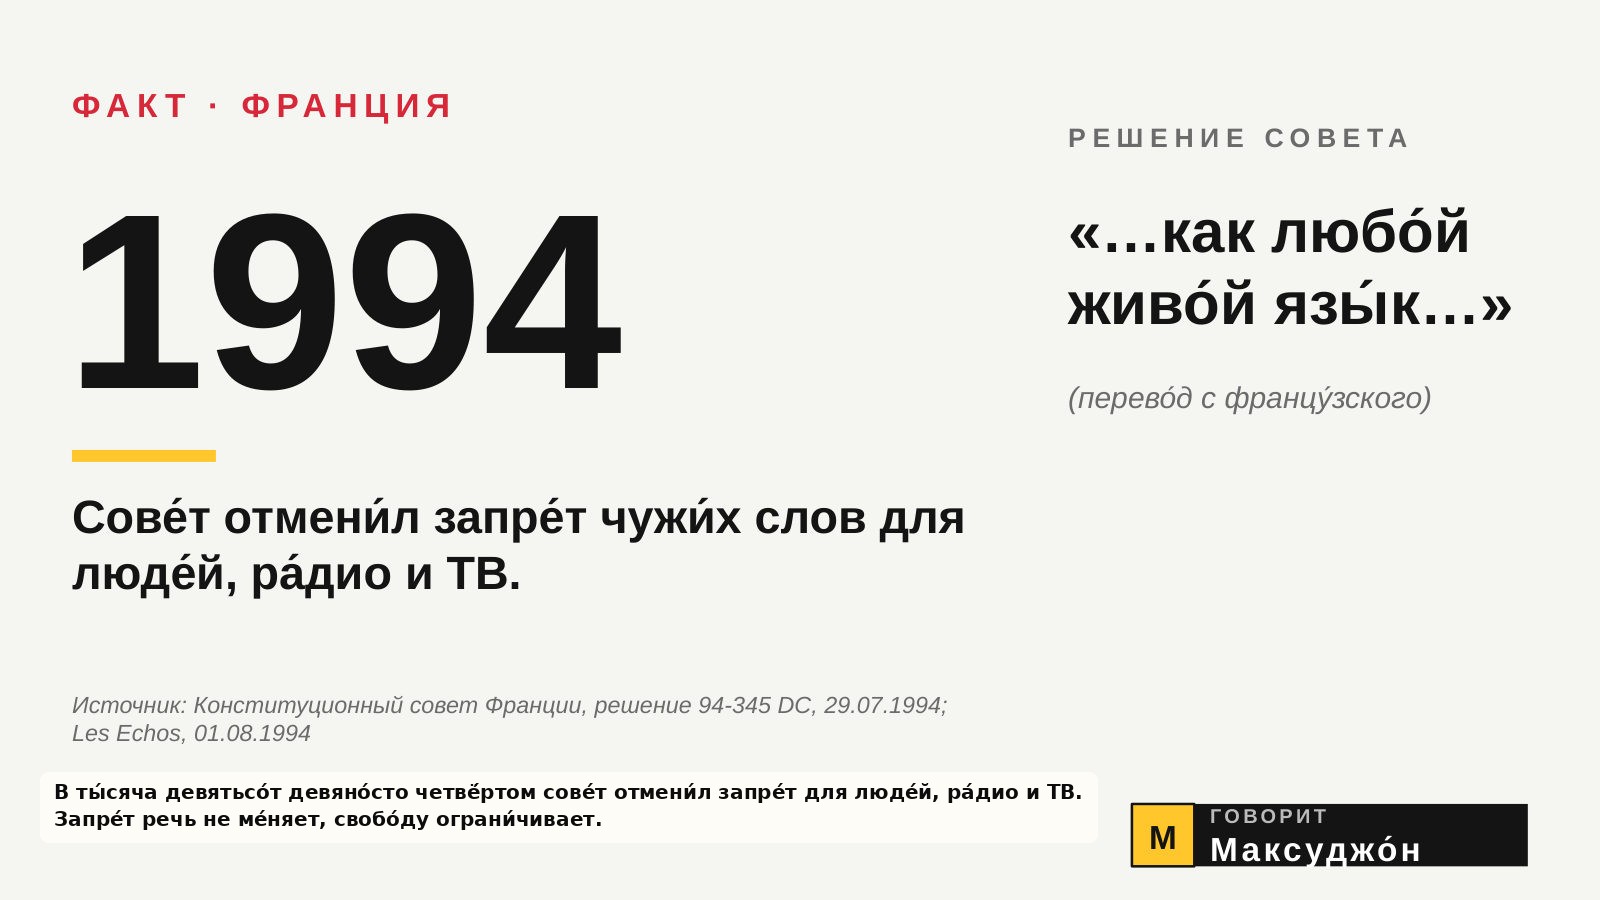 ФАКТ · ФРАНЦИЯ
1994
Сове́т отмени́л запре́т чужи́х слов для
люде́й, ра́дио и ТВ.
Источник: Конституционный совет Франции, решение 94-345 DC, 29.07.1994;
Les Echos, 01.08.1994
РЕШЕНИЕ СОВЕТА
«…как любо́й
живо́й язы́к…»
(перево́д с францу́зского)
В ты́сяча девятьсо́т девяно́сто четвё́ртом сове́т отмени́л запре́т для люде́й, ра́дио и ТВ.
Запре́т речь не ме́няет, свобо́ду ограни́чивает.
М
ГОВОРИТ
Максуджо́н